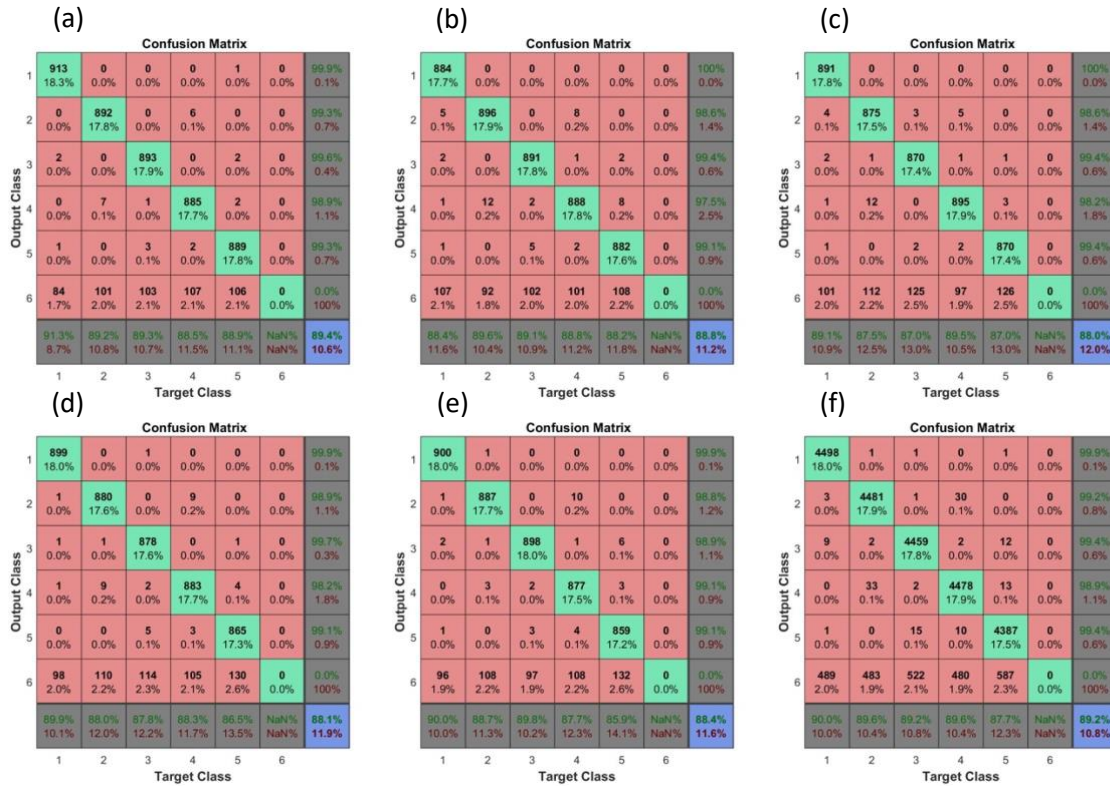 (a) (b) (c)
Confusion Matrix Confusion Matrix Confusion Matrix
913 0 0 0 1 0 99.9% 884 0 0 0 0 0 100% 891 0 0 0 0 0 100%
1 18.3% 0.0% 0.0% 0.0% 0.0% 0.0% 0.1% 1 17.7% 0.0% 0.0% 0.0% 0.0% 0.0% 0.0% 1 17.8% 0.0% 0.0% 0.0% 0.0% 0.0% 0.0%
0 892 0 6 0 0 99.3% 5 896 0 8 0 0 98.6% 4 875 3 5 0 0 98.6%
2 0.0% 17.8% 0.0% 0.1% 0.0% 0.0% 0.7% 2 0.1% 17.9% 0.0% 0.2% 0.0% 0.0% 1.4% 2 0.1% 17.5% 0.1% 0.1% 0.0% 0.0% 1.4%
2 0 893 0 2 0 99.6% 2 0 891 1 2 0 99.4% 2 1 870 1 1 0 99.4%
3 0.0% 0.0% 17.9% 0.0% 0.0% 0.0% 0.4% 3 0.0% 0.0% 17.8% 0.0% 0.0% 0.0% 0.6% 3 0.0% 0.0% 17.4% 0.0% 0.0% 0.0% 0.6%
0 7 1 885 2 0 98.9% 1 12 2 888 8 0 97.5% 1 12 0 895 3 0 98.2%
4 0.0% 0.1% 0.0% 17.7% 0.0% 0.0% 1.1% 4 0.0% 0.2% 0.0% 17.8% 0.2% 0.0% 2.5% 4 0.0% 0.2% 0.0% 17.9% 0.1% 0.0% 1.8%
1 0 3 2 889 0 99.3% 1 0 5 2 882 0 99.1% 1 0 2 2 870 0 99.4%
5 0.0% 0.0% 0.1% 0.0% 17.8% 0.0% 0.7% 5 0.0% 0.0% 0.1% 0.0% 17.6% 0.0% 0.9% 5 0.0% 0.0% 0.0% 0.0% 17.4% 0.0% 0.6%
84 101 103 107 106 0 0.0% 107 92 102 101 108 0 0.0% 101 112 125 97 126 0 0.0%
6 1.7% 2.0% 2.1% 2.1% 2.1% 0.0% 100% 6 2.1% 1.8% 2.0% 2.0% 2.2% 0.0% 100% 6 2.0% 2.2% 2.5% 1.9% 2.5% 0.0% 100%
91.3% 89.2% 89.3% 88.5% 88.9% NaN% 89.4% 88.4% 89.6% 89.1% 88.8% 88.2% NaN% 88.8% 89.1% 87.5% 87.0% 89.5% 87.0% NaN% 88.0%
8.7% 10.8% 10.7% 11.5% 11.1% NaN% 10.6% 11.6% 10.4% 10.9% 11.2% 11.8% NaN% 11.2% 10.9% 12.5% 13.0% 10.5% 13.0% NaN% 12.0%
1 2 3 4 5 6 1 2 3 4 5 6 1 2 3 4 5 6
Output Class Output Class Output Class
Target Class Target Class Target Class
(d) (e) (f)
Confusion Matrix Confusion Matrix Confusion Matrix
899 0 1 0 0 0 99.9% 900 1 0 0 0 0 99.9% 4498 1 1 0 1 0 99.9%
1 18.0% 0.0% 0.0% 0.0% 0.0% 0.0% 0.1% 1 18.0% 0.0% 0.0% 0.0% 0.0% 0.0% 0.1% 1 18.0% 0.0% 0.0% 0.0% 0.0% 0.0% 0.1%
1 880 0 9 0 0 98.9% 1 887 0 10 0 0 98.8% 3 4481 1 30 0 0 99.2%
2 0.0% 17.6% 0.0% 0.2% 0.0% 0.0% 1.1% 2 0.0% 17.7% 0.0% 0.2% 0.0% 0.0% 1.2% 2 0.0% 17.9% 0.0% 0.1% 0.0% 0.0% 0.8%
1 1 878 0 1 0 99.7% 2 1 898 1 6 0 98.9% 9 2 4459 2 12 0 99.4%
3 0.0% 0.0% 17.6% 0.0% 0.0% 0.0% 0.3% 3 0.0% 0.0% 18.0% 0.0% 0.1% 0.0% 1.1% 3 0.0% 0.0% 17.8% 0.0% 0.0% 0.0% 0.6%
1 9 2 883 4 0 98.2% 0 3 2 877 3 0 99.1% 0 33 2 4478 13 0 98.9%
4 0.0% 0.2% 0.0% 17.7% 0.1% 0.0% 1.8% 4 0.0% 0.1% 0.0% 17.5% 0.1% 0.0% 0.9% 4 0.0% 0.1% 0.0% 17.9% 0.1% 0.0% 1.1%
0 0 5 3 865 0 99.1% 1 0 3 4 859 0 99.1% 1 0 15 10 4387 0 99.4%
5 0.0% 0.0% 0.1% 0.1% 17.3% 0.0% 0.9% 5 0.0% 0.0% 0.1% 0.1% 17.2% 0.0% 0.9% 5 0.0% 0.0% 0.1% 0.0% 17.5% 0.0% 0.6%
98 110 114 105 130 0 0.0% 96 108 97 108 132 0 0.0% 489 483 522 480 587 0 0.0%
6 2.0% 2.2% 2.3% 2.1% 2.6% 0.0% 100% 6 1.9% 2.2% 1.9% 2.2% 2.6% 0.0% 100% 6 2.0% 1.9% 2.1% 1.9% 2.3% 0.0% 100%
89.9% 88.0% 87.8% 88.3% 86.5% NaN% 88.1% 90.0% 88.7% 89.8% 87.7% 85.9% NaN% 88.4% 90.0% 89.6% 89.2% 89.6% 87.7% NaN% 89.2%
10.1% 12.0% 12.2% 11.7% 13.5% NaN% 11.9% 10.0% 11.3% 10.2% 12.3% 14.1% NaN% 11.6% 10.0% 10.4% 10.8% 10.4% 12.3% NaN% 10.8%
1 2 3 4 5 6 1 2 3 4 5 6 1 2 3 4 5 6
Output Class Output Class Output Class
Target Class Target Class Target Class